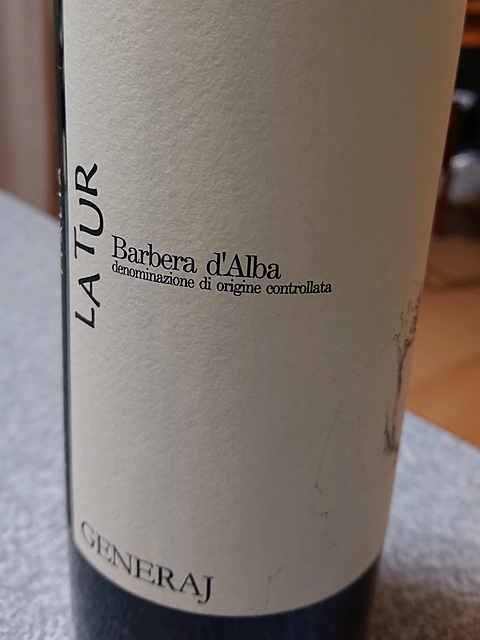 LA TUR
Barbera d'Alba
denominazione di origine controllata
GENERAJ